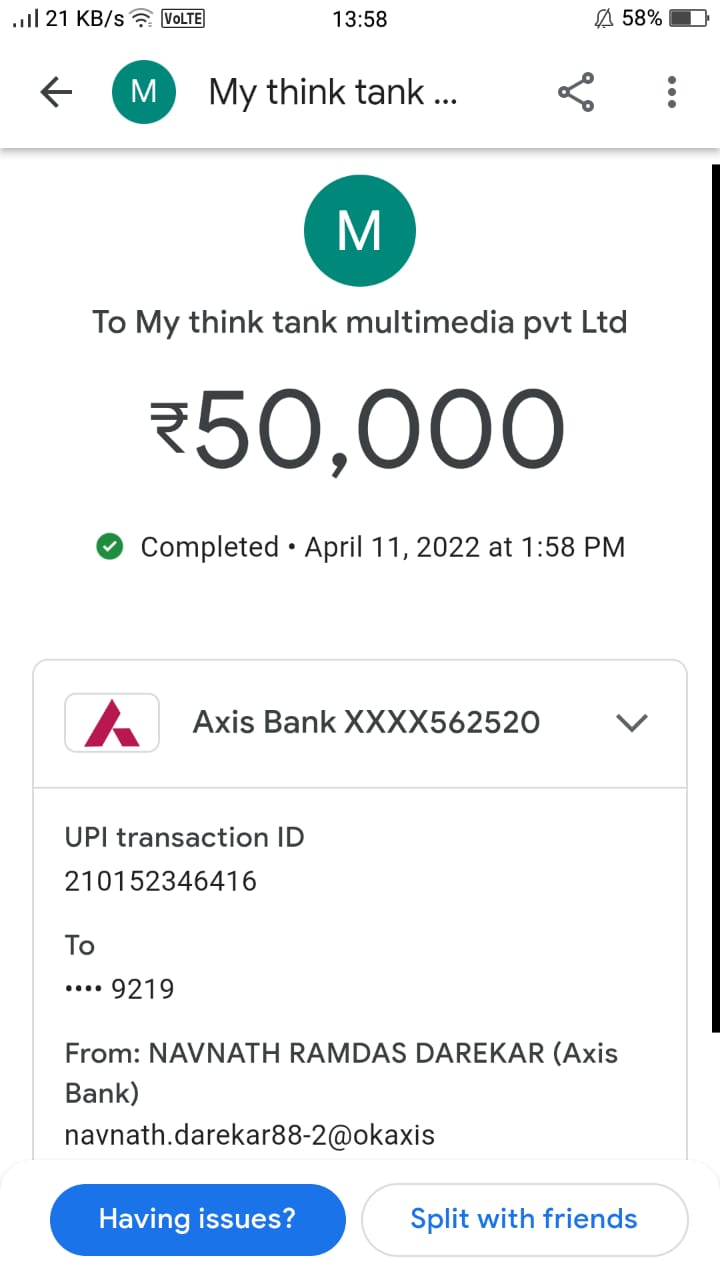 21 KB/s VoLTE 13:58 58%
M My think tank ...
M
To My think tank multimedia pvt Ltd
₹50,000
Completed • April 11, 2022 at 1:58 PM
Axis Bank XXXX562520
UPI transaction ID
210152346416
To
•••• 9219
From: NAVNATH RAMDAS DAREKAR (Axis
Bank)
navnath.darekar88-2@okaxis
Having issues? Split with friends